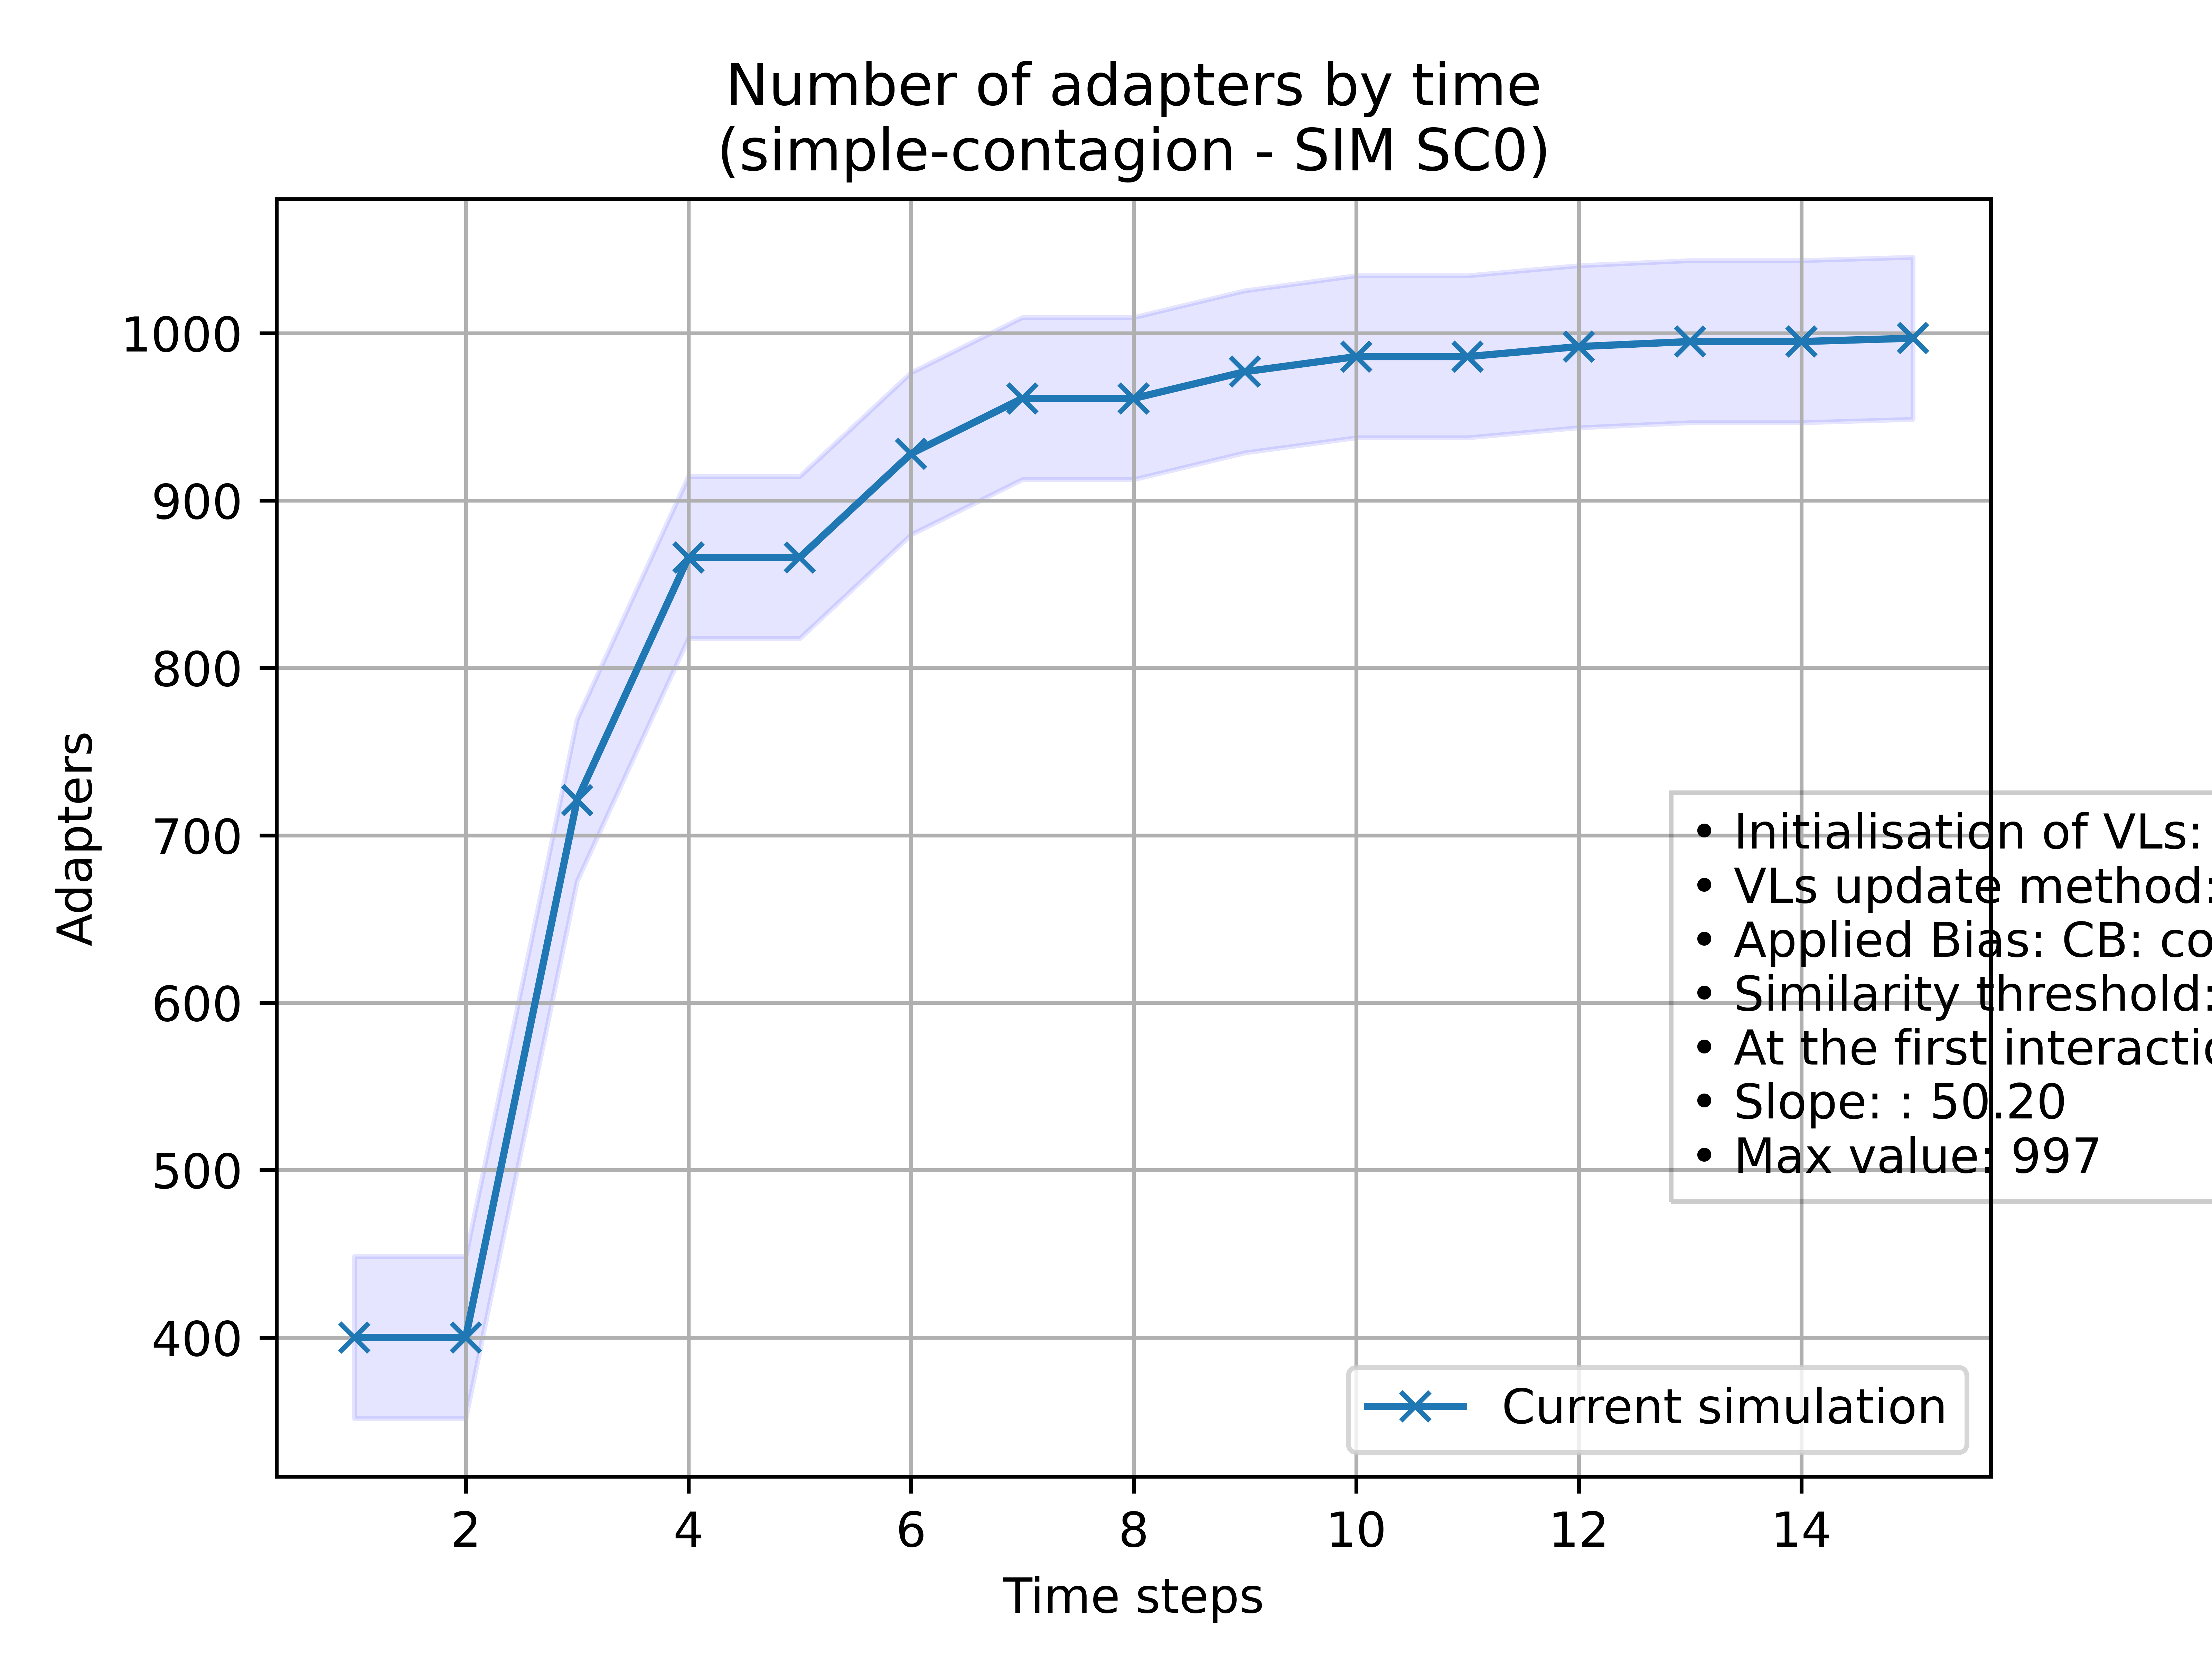 Number of adapters by time
(simple-contagion - SIM SC0)
Adapters
1000
900
800
700
600
500
400
• Initialisation of VLs:
• VLs update method:
• Applied Bias: CB:
• Similarity threshold:
• At the first
• Slope: : 50.20
• Max value: 997
Current simulation
2 4 6 8 10 12 14
Time steps